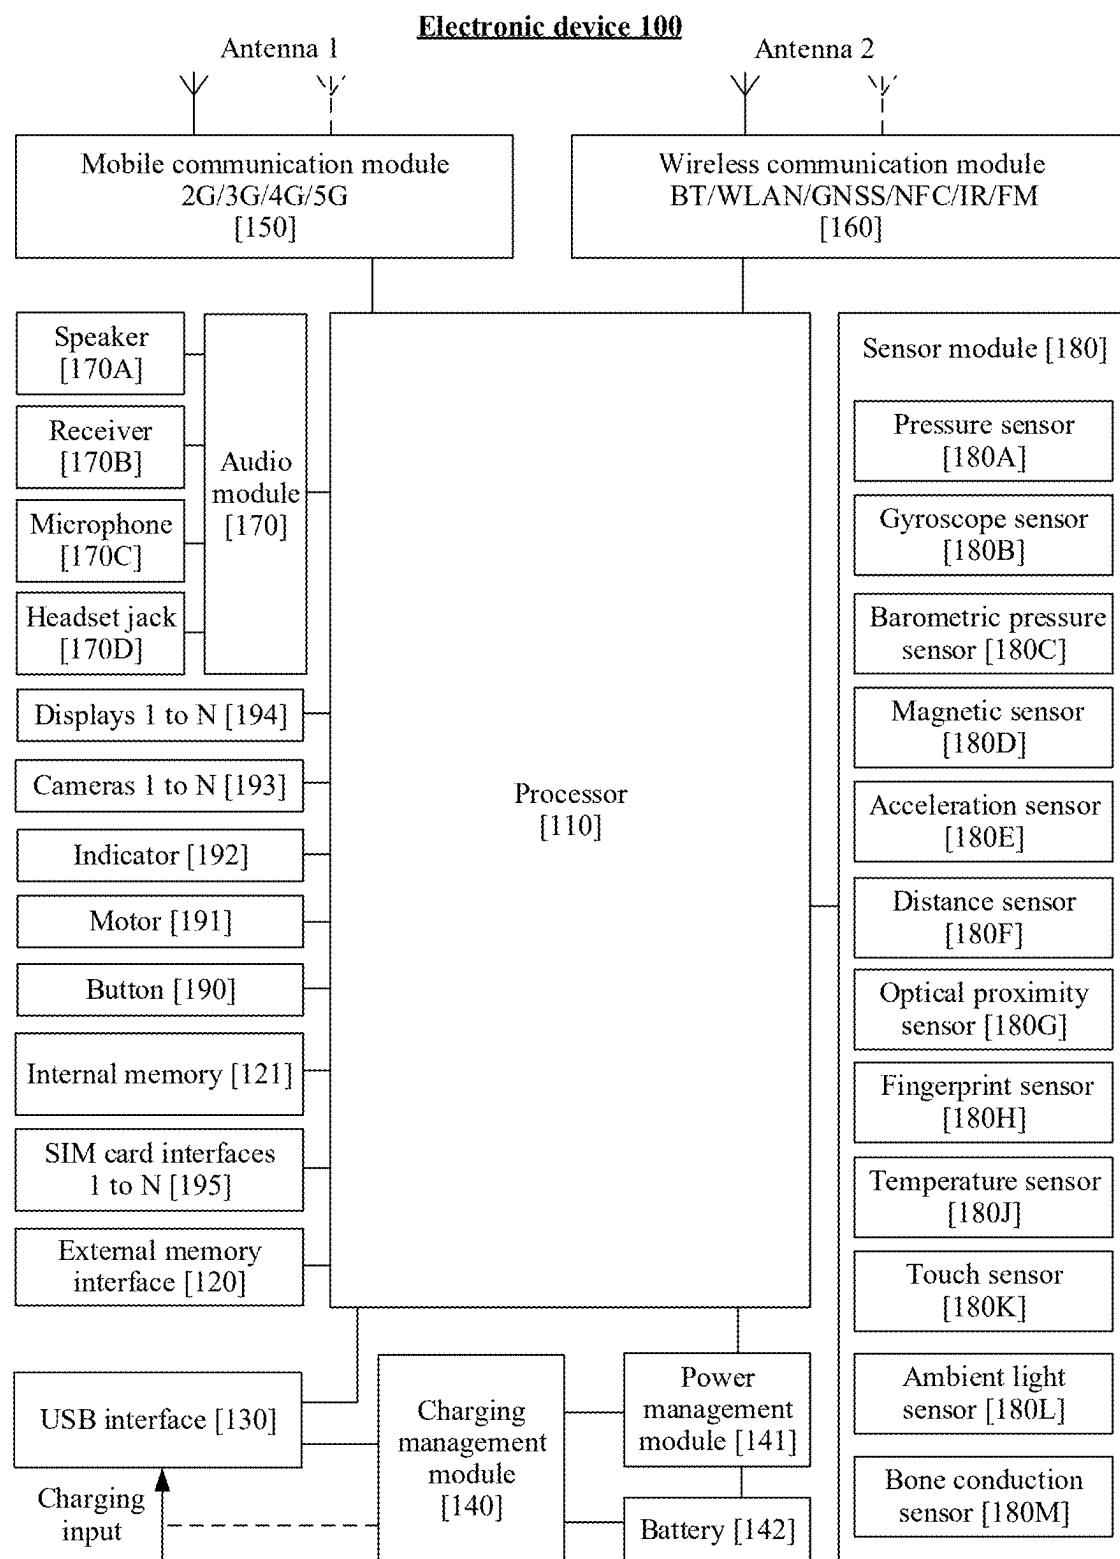 Electronic device 100
Antenna 1
Antenna 2
Mobile communication module
2G/3G/4G/5G
[150]
Wireless communication module
BT/WLAN/GNSS/NFC/IR/FM
[160]
Speaker
[170A]
Receiver
[170B]
Microphone
[170C]
Headset jack
[170D]
Audio
module
[170]
Displays 1 to N [194]
Cameras 1 to N [193]
Indicator [192]
Motor [191]
Button [190]
Internal memory [121]
SIM card interfaces
1 to N [195]
External memory
interface [120]
Processor
[110]
Sensor module [180]
Pressure sensor
[180A]
Gyroscope sensor
[180B]
Barometric pressure
sensor [180C]
Magnetic sensor
[180D]
Acceleration sensor
[180E]
Distance sensor
[180F]
Optical proximity
sensor [180G]
Fingerprint sensor
[180H]
Temperature sensor
[180J]
Touch sensor
[180K]
Ambient light
sensor [180L]
Bone conduction
sensor [180M]
USB interface [130]
Charging
input
Charging
management
module
[140]
Power
management
module [141]
Battery [142]